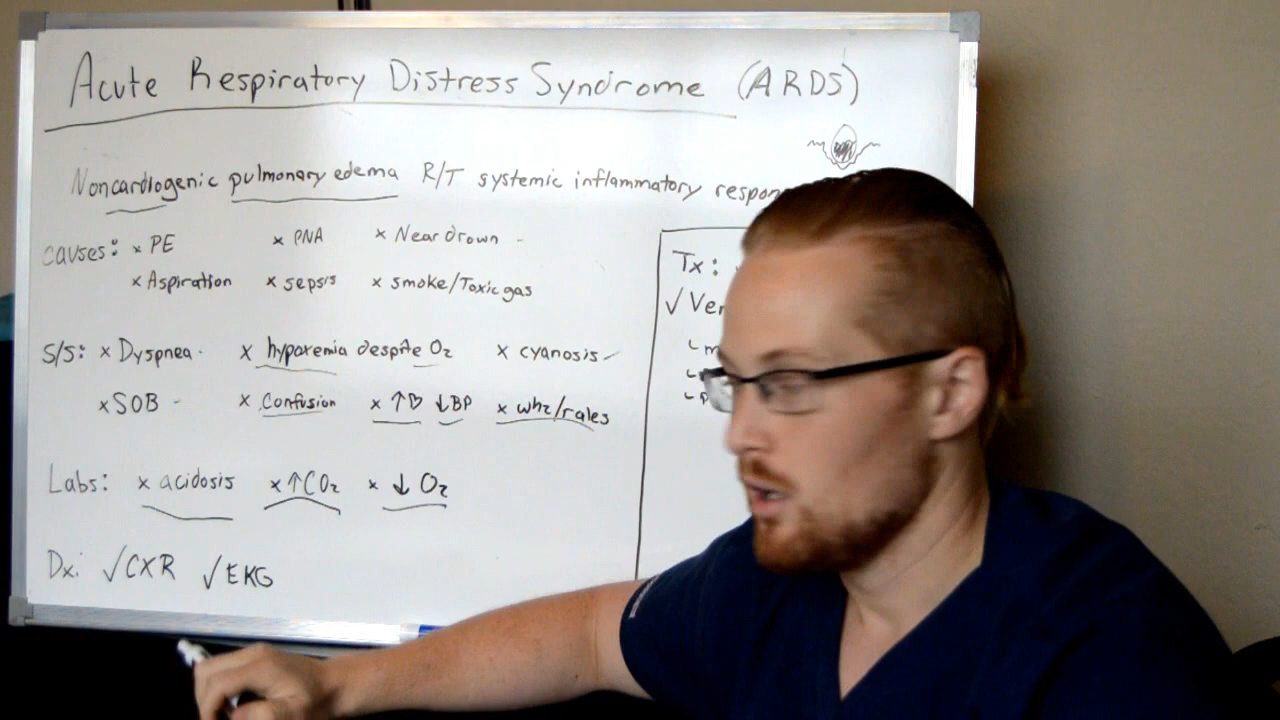 Acute Respiratory Distress Syndrome (ARDS)
Noncardiogenic pulmonary edema R/T systemic inflammatory respon
causes: x PE x PNA x Near drown -
x Aspiration x sepsis x smoke/Toxic gas
S/S: x Dyspnea x hypoxemia despite O₂ x cyanosis
x SOB - x Confusion x ↑ ↓BP x whz/rales
Labs: x acidosis x ↑CO₂ x ↓ O₂
Dx: √ CXR √ EKG
Tx:
√ Ver